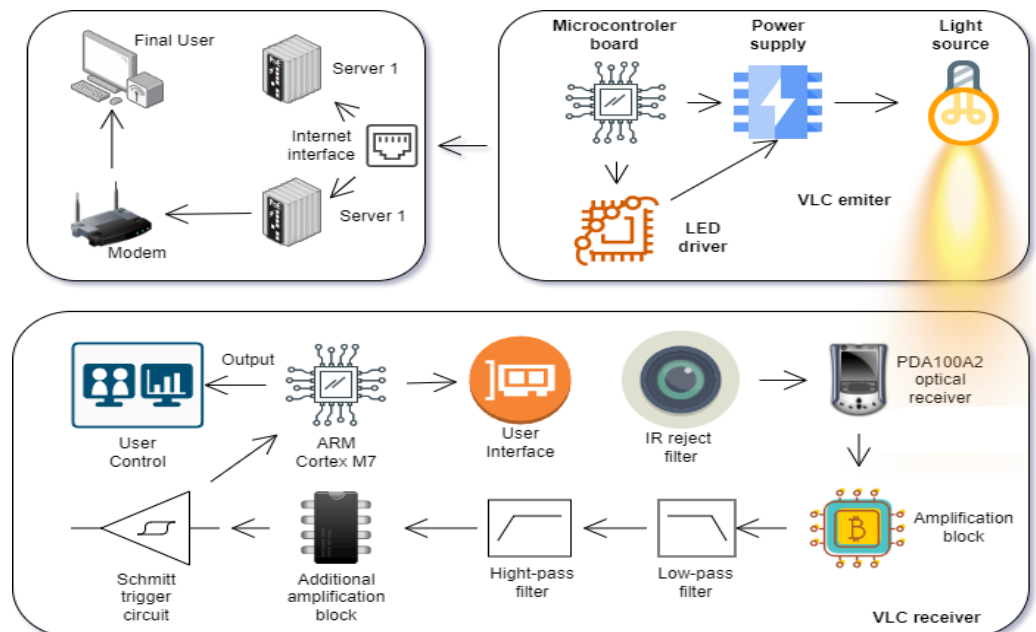 Final User
Server 1
Internet
interface
Server 1
Modem
Microcontroler
board
Power
supply
Light
source
LED
driver
VLC emiter
User
Control
Output
ARM
Cortex M7
User
Interface
IR reject
filter
PDA100A2
optical
receiver
Schmitt
trigger
circuit
Additional
amplification
block
Hight-pass
filter
Low-pass
filter
Amplification
block
VLC receiver